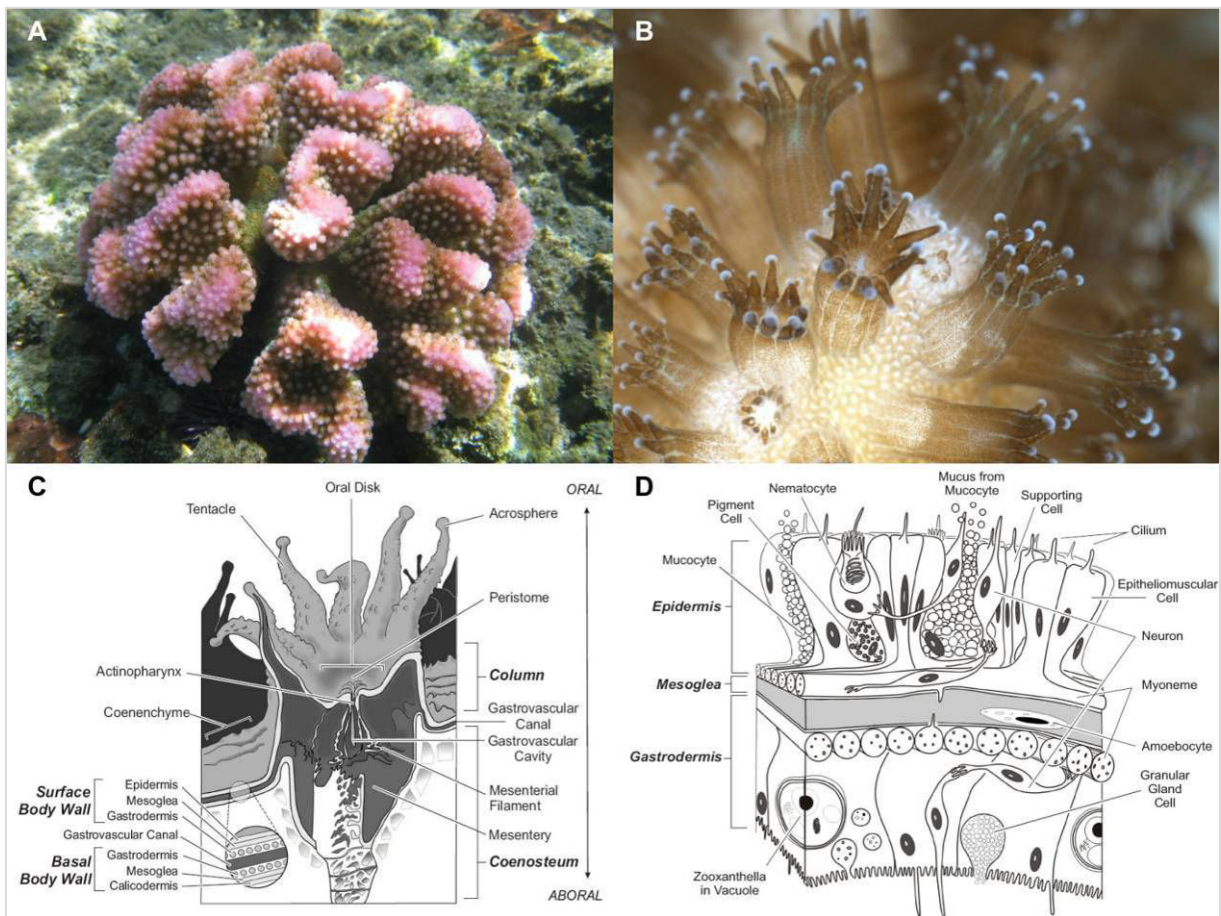 A
B
C
Oral Disk
ORAL
Tentacle
Acrosphere
Peristome
Actinopharynx
Column
Coenenchyme
Gastrovascular
Canal
Gastrovascular
Cavity
Mesenterial
Filament
Mesentery
Coenosteum
ABORAL
Surface
Body Wall
Epidermis
Mesoglea
Gastrodermis
Gastrovascular Canal
Basal
Body Wall
Gastrodermis
Mesoglea
Calicodermis
D
Nematocyte
Mucus from
Mucocyte
Supporting
Cell
Pigment
Cell
Cilium
Mucocyte
Epidermis
Epitheliomuscular
Cell
Neuron
Mesoglea
Myoneme
Gastrodermis
Amoebocyte
Granular
Gland
Cell
Zooxanthella
in Vacuole